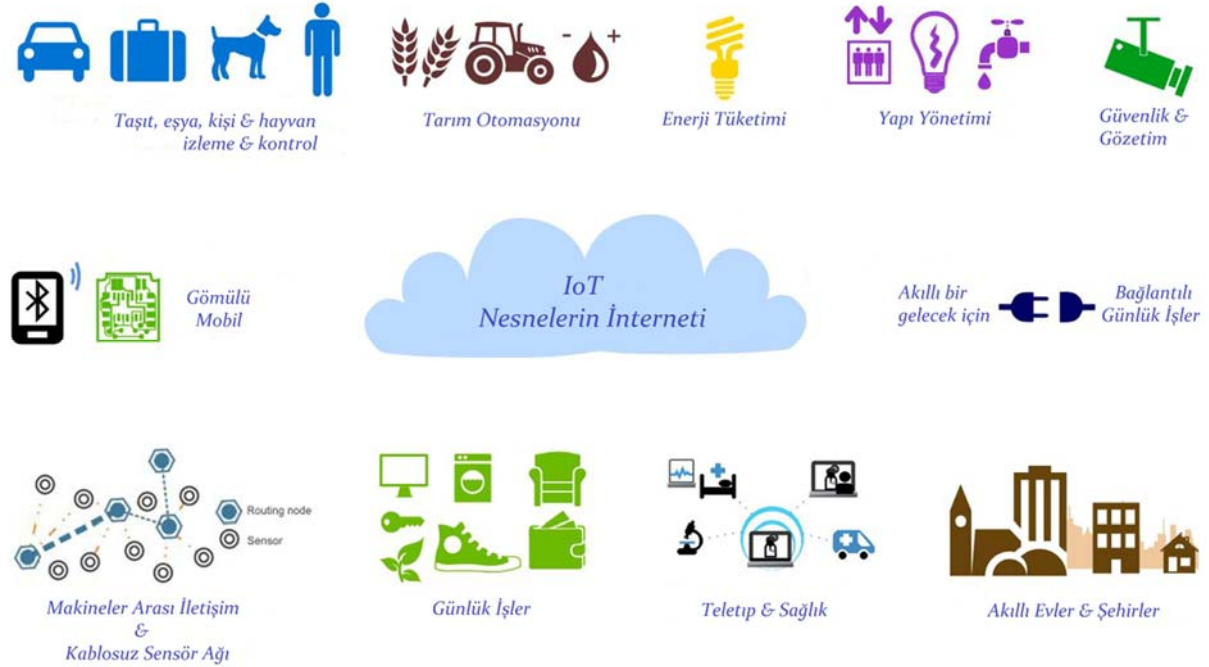 - +
Taşıt, eşya, kişi & hayvan
izleme & kontrol
Tarım Otomasyonu
Enerji Tüketimi
Yapı Yönetimi
Güvenlik &
Gözetim
Gömülü
Mobil
IoT
Nesnelerin İnterneti
Akıllı bir
gelecek için
Bağlantılı
Günlük İşler
Routing node
Sensor
Makineler Arası İletişim
&
Kablosuz Sensör Ağı
Günlük İşler
Teletıp & Sağlık
Akıllı Evler & Şehirler